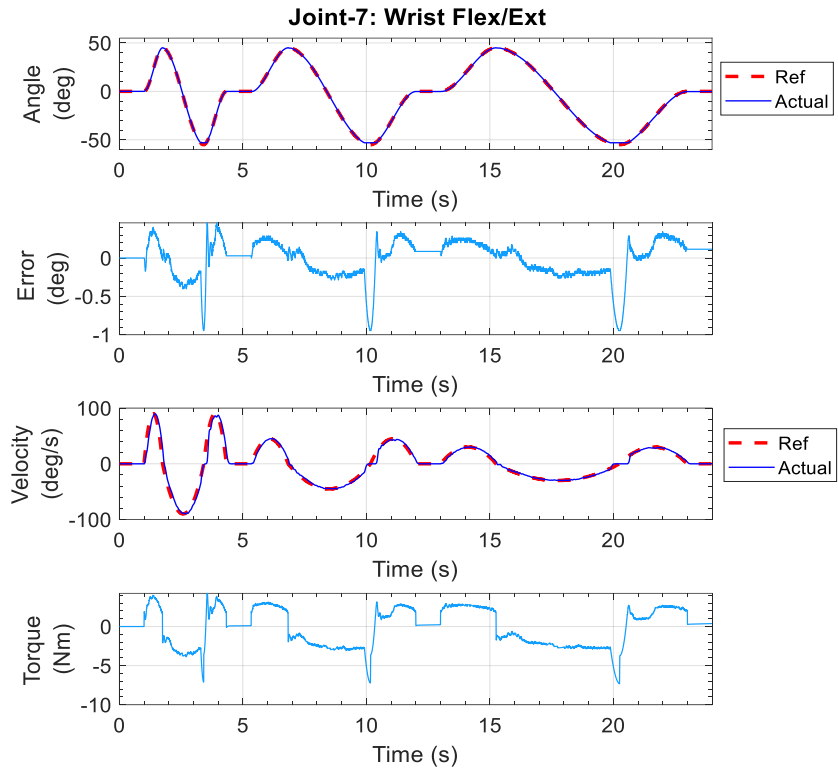 Joint-7: Wrist Flex/Ext
50
0
-50
Angle
(deg)
0
5
10
15
20
Time (s)
Ref
Actual
0
-0.5
-1
Error
(deg)
0
5
10
15
20
Time (s)
100
0
-100
Velocity
(deg/s)
0
5
10
15
20
Time (s)
Ref
Actual
0
-5
-10
Torque
(Nm)
0
5
10
15
20
Time (s)